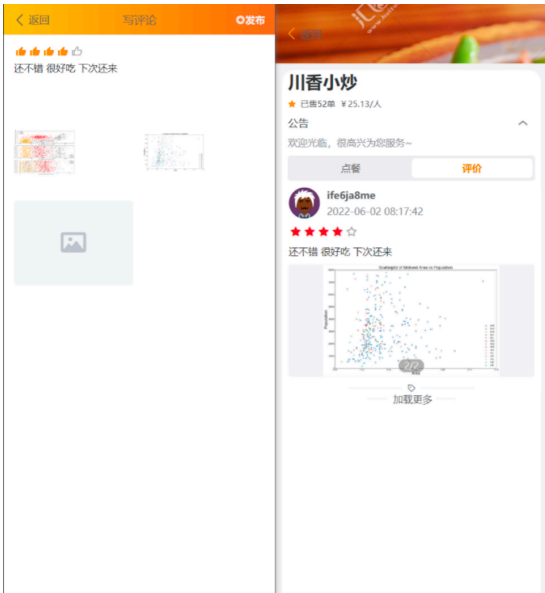 返回
写评论
发布
还不错 很好吃 下次还来
返回
川香小炒
已售52单 ￥25.13/人
公告
欢迎光临，很高兴为您服务~
点餐
评价
ife6ja8me
2022-06-02 08:17:42
还不错 很好吃 下次还来
Population
2/2
加载更多